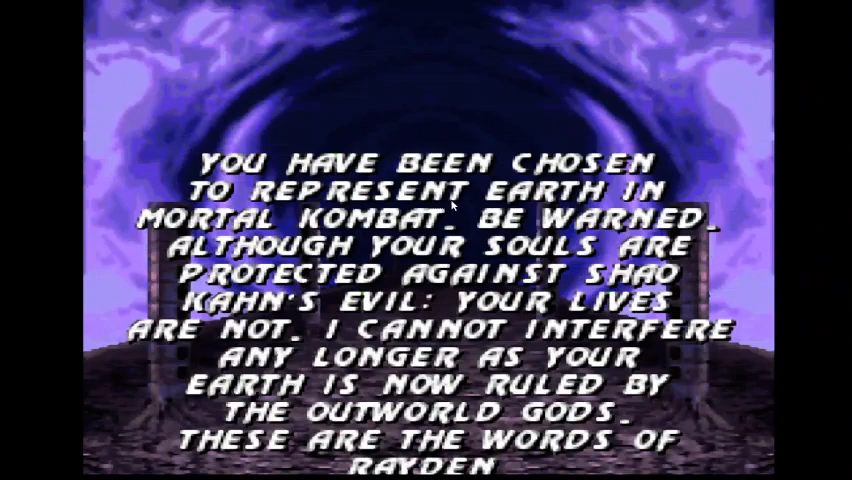 YOU HAVE BEEN CHOSEN
TO REPRESENT EARTH IN
MORTAL KOMBAT. BE WARNED.
ALTHOUGH YOUR SOULS ARE
PROTECTED AGAINST SHAO
KAHN'S EVIL: YOUR LIVES
ARE NOT. I CANNOT INTERFERE
ANY LONGER AS YOUR
EARTH IS NOW RULED BY
THE OUTWORLD GODS.
THESE ARE THE WORDS OF
RAYDEN